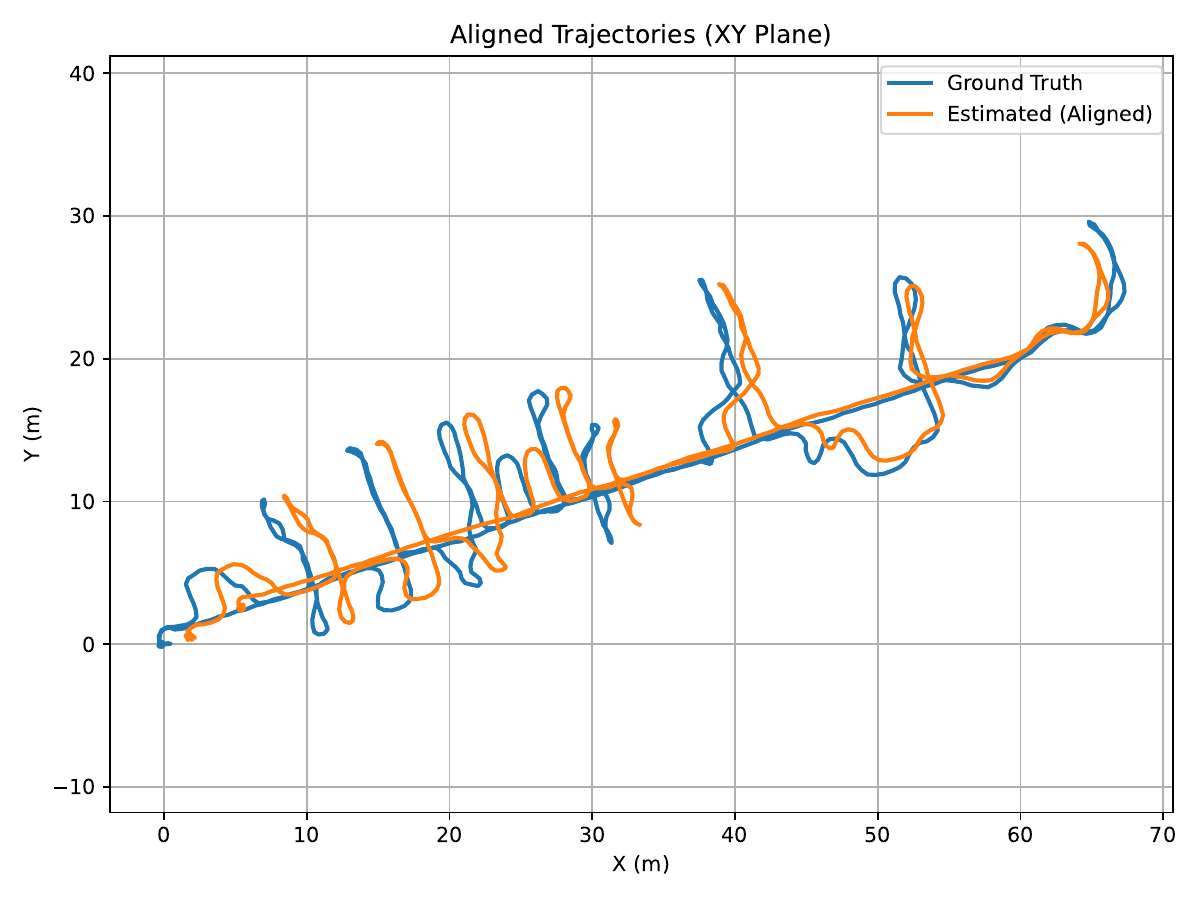 Aligned Trajectories (XY Plane)
Ground Truth
Estimated (Aligned)
40
30
20
10
0
−10
Y (m)
0 10 20 30 40 50 60 70
X (m)